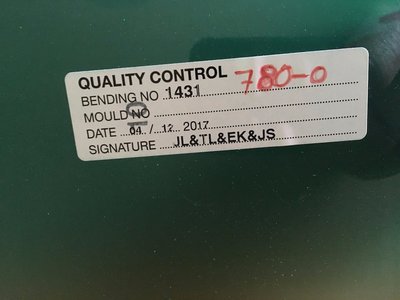 QUALITY CONTROL 780-0
BENDING NO 1431
MOULD NO
DATE 04 / 12 2017
SIGNATURE JL&TL&EK&JS